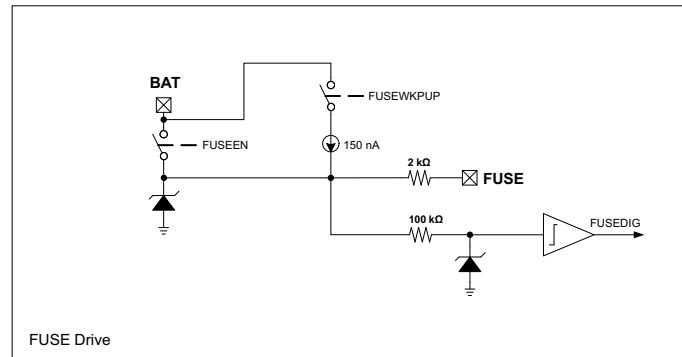 BAT
FUSEWKPUP
FUSEEN
150 nA
2 kΩ
FUSE
100 kΩ
FUSEDIG
FUSE Drive